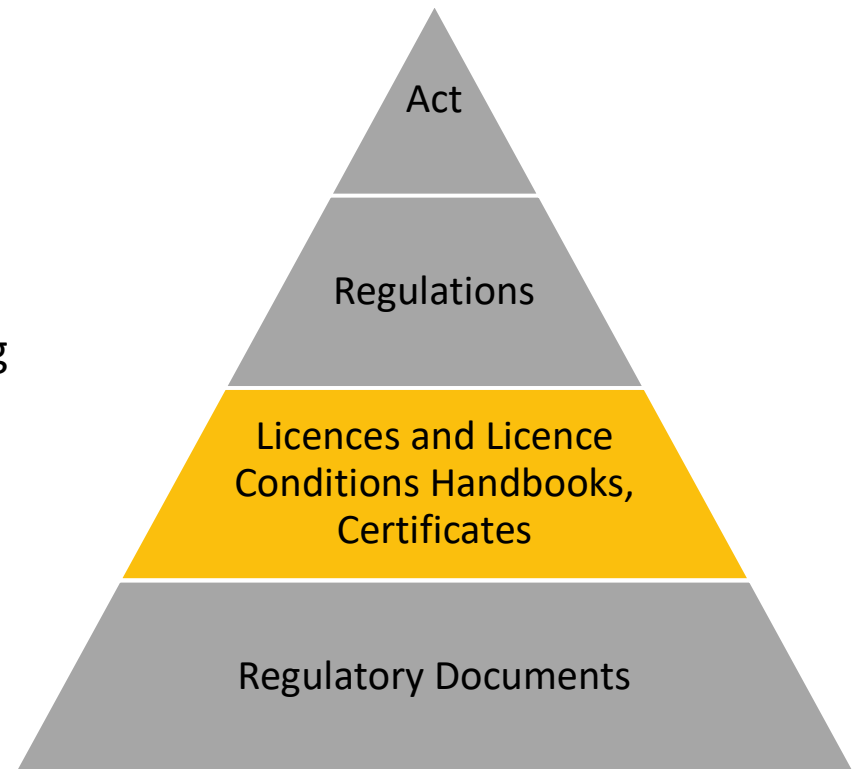 Act
Regulations
g
Licences and Licence
Conditions Handbooks,
Certificates
Regulatory Documents